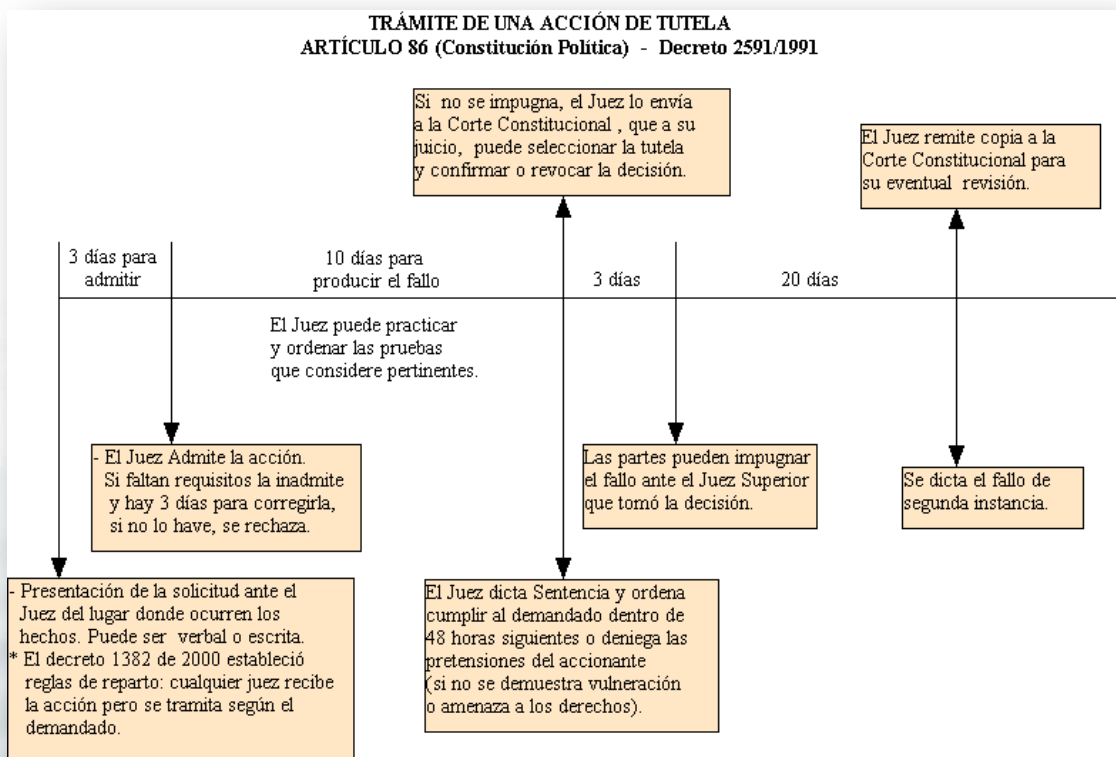 TRÁMITE DE UNA ACCIÓN DE TUTELA
ARTÍCULO 86 (Constitución Política) - Decreto 2591/1991
Si no se impugna, el Juez lo envía
a la Corte Constitucional , que a su
juicio, puede seleccionar la tutela
y confirmar o revocar la decisión.
El Juez remite copia a la
Corte Constitucional para
su eventual revisión.
3 días para
admitir
10 días para
producir el fallo
3 días
20 días
El Juez puede practicar
y ordenar las pruebas
que considere pertinentes.
- El Juez Admite la acción.
Si faltan requisitos la inadmite
y hay 3 días para corregirla,
si no lo have, se rechaza.
Las partes pueden impugnar
el fallo ante el Juez Superior
que tomó la decisión.
Se dicta el fallo de
segunda instancia.
- Presentación de la solicitud ante el
Juez del lugar donde ocurren los
hechos. Puede ser verbal o escrita.
* El decreto 1382 de 2000 estableció
reglas de reparto: cualquier juez recibe
la acción pero se tramita según el
demandado.
El Juez dicta Sentencia y ordena
cumplir al demandado dentro de
48 horas siguientes o deniega las
pretensiones del accionante
(si no se demuestra vulneración
o amenaza a los derechos).